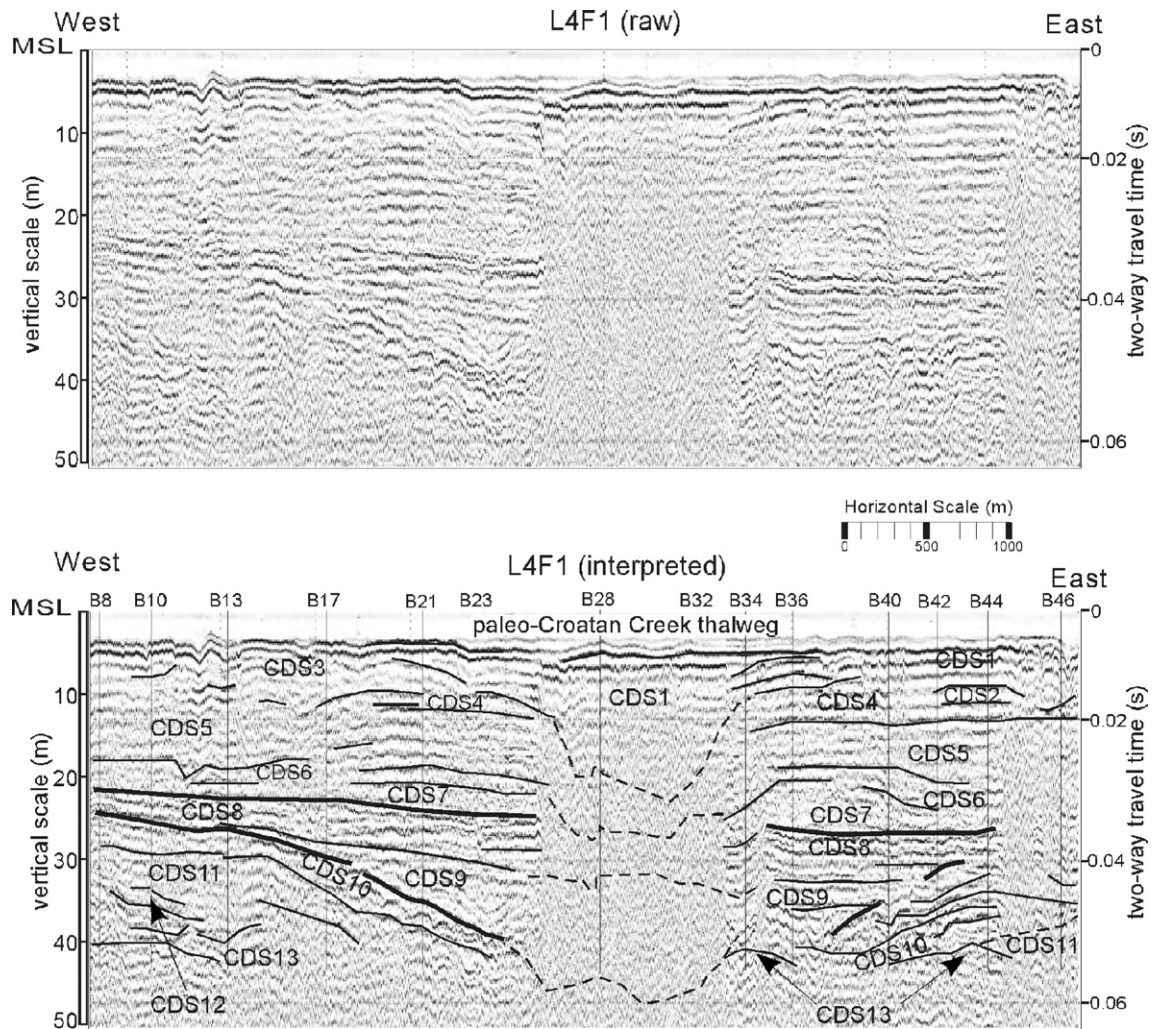 L4F1 (raw)
West
East
MSL
0
10
0.02
20
30
0.04
40
50
0.06
vertical scale (m)
two-way travel time (s)
Horizontal Scale (m)
0 500 1000
L4F1 (interpreted)
West
East
MSL
B8 B10 B13 B17 B21 B23 B28 B32 B34 B36 B40 B42 B44 B46
0
paleo-Croatan Creek thalweg
CDS3 CDS1 CDS1
10 CDS4 CDS4 CDS2
0.02
CDS5 CDS5
20 CDS6 CDS7 CDS6
CDS8 CDS7
CDS8
30 CDS11 CDS10 CDS9 CDS9
0.04
40 CDS13 CDS10 CDS11
CDS12 CDS13
50
0.06
vertical scale (m)
two-way travel time (s)